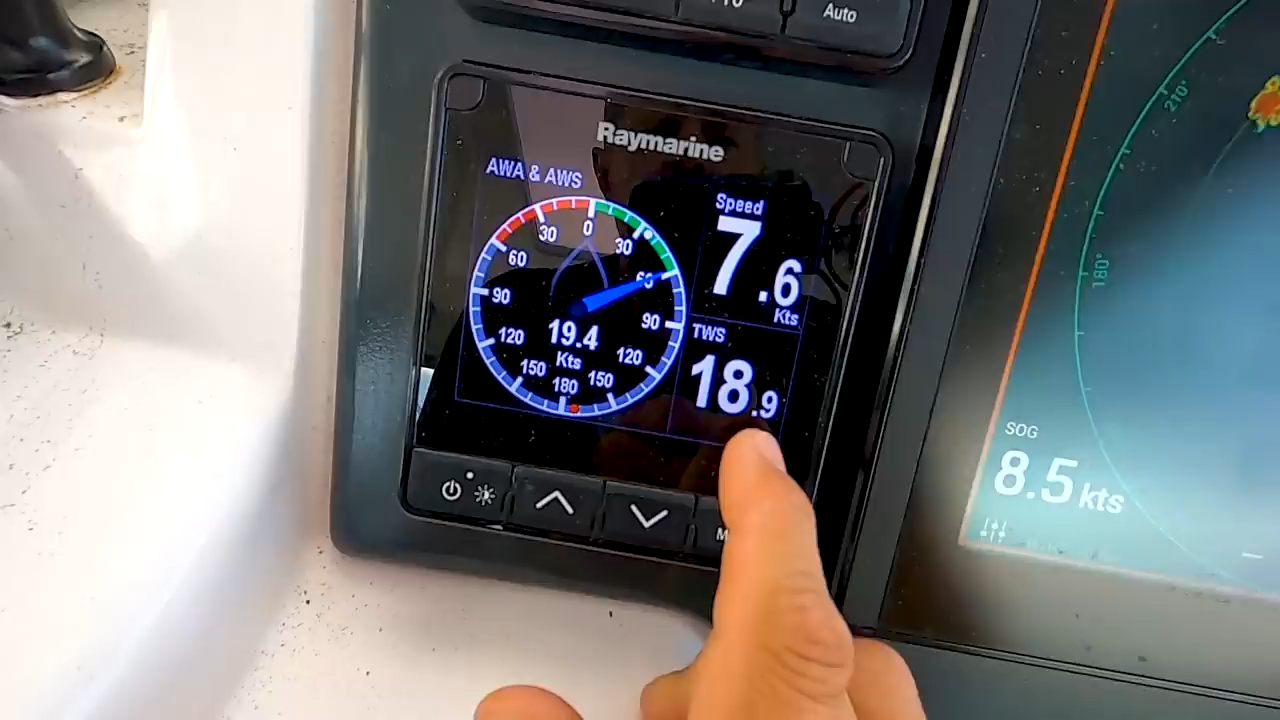 Auto
Raymarine
AWA & AWS
0
30
30
60
60
90
90
120
120
150
150
180
19.4
Kts
Speed
7.6
Kts
TWS
18.9
210°
180°
SOG
8.5 kts